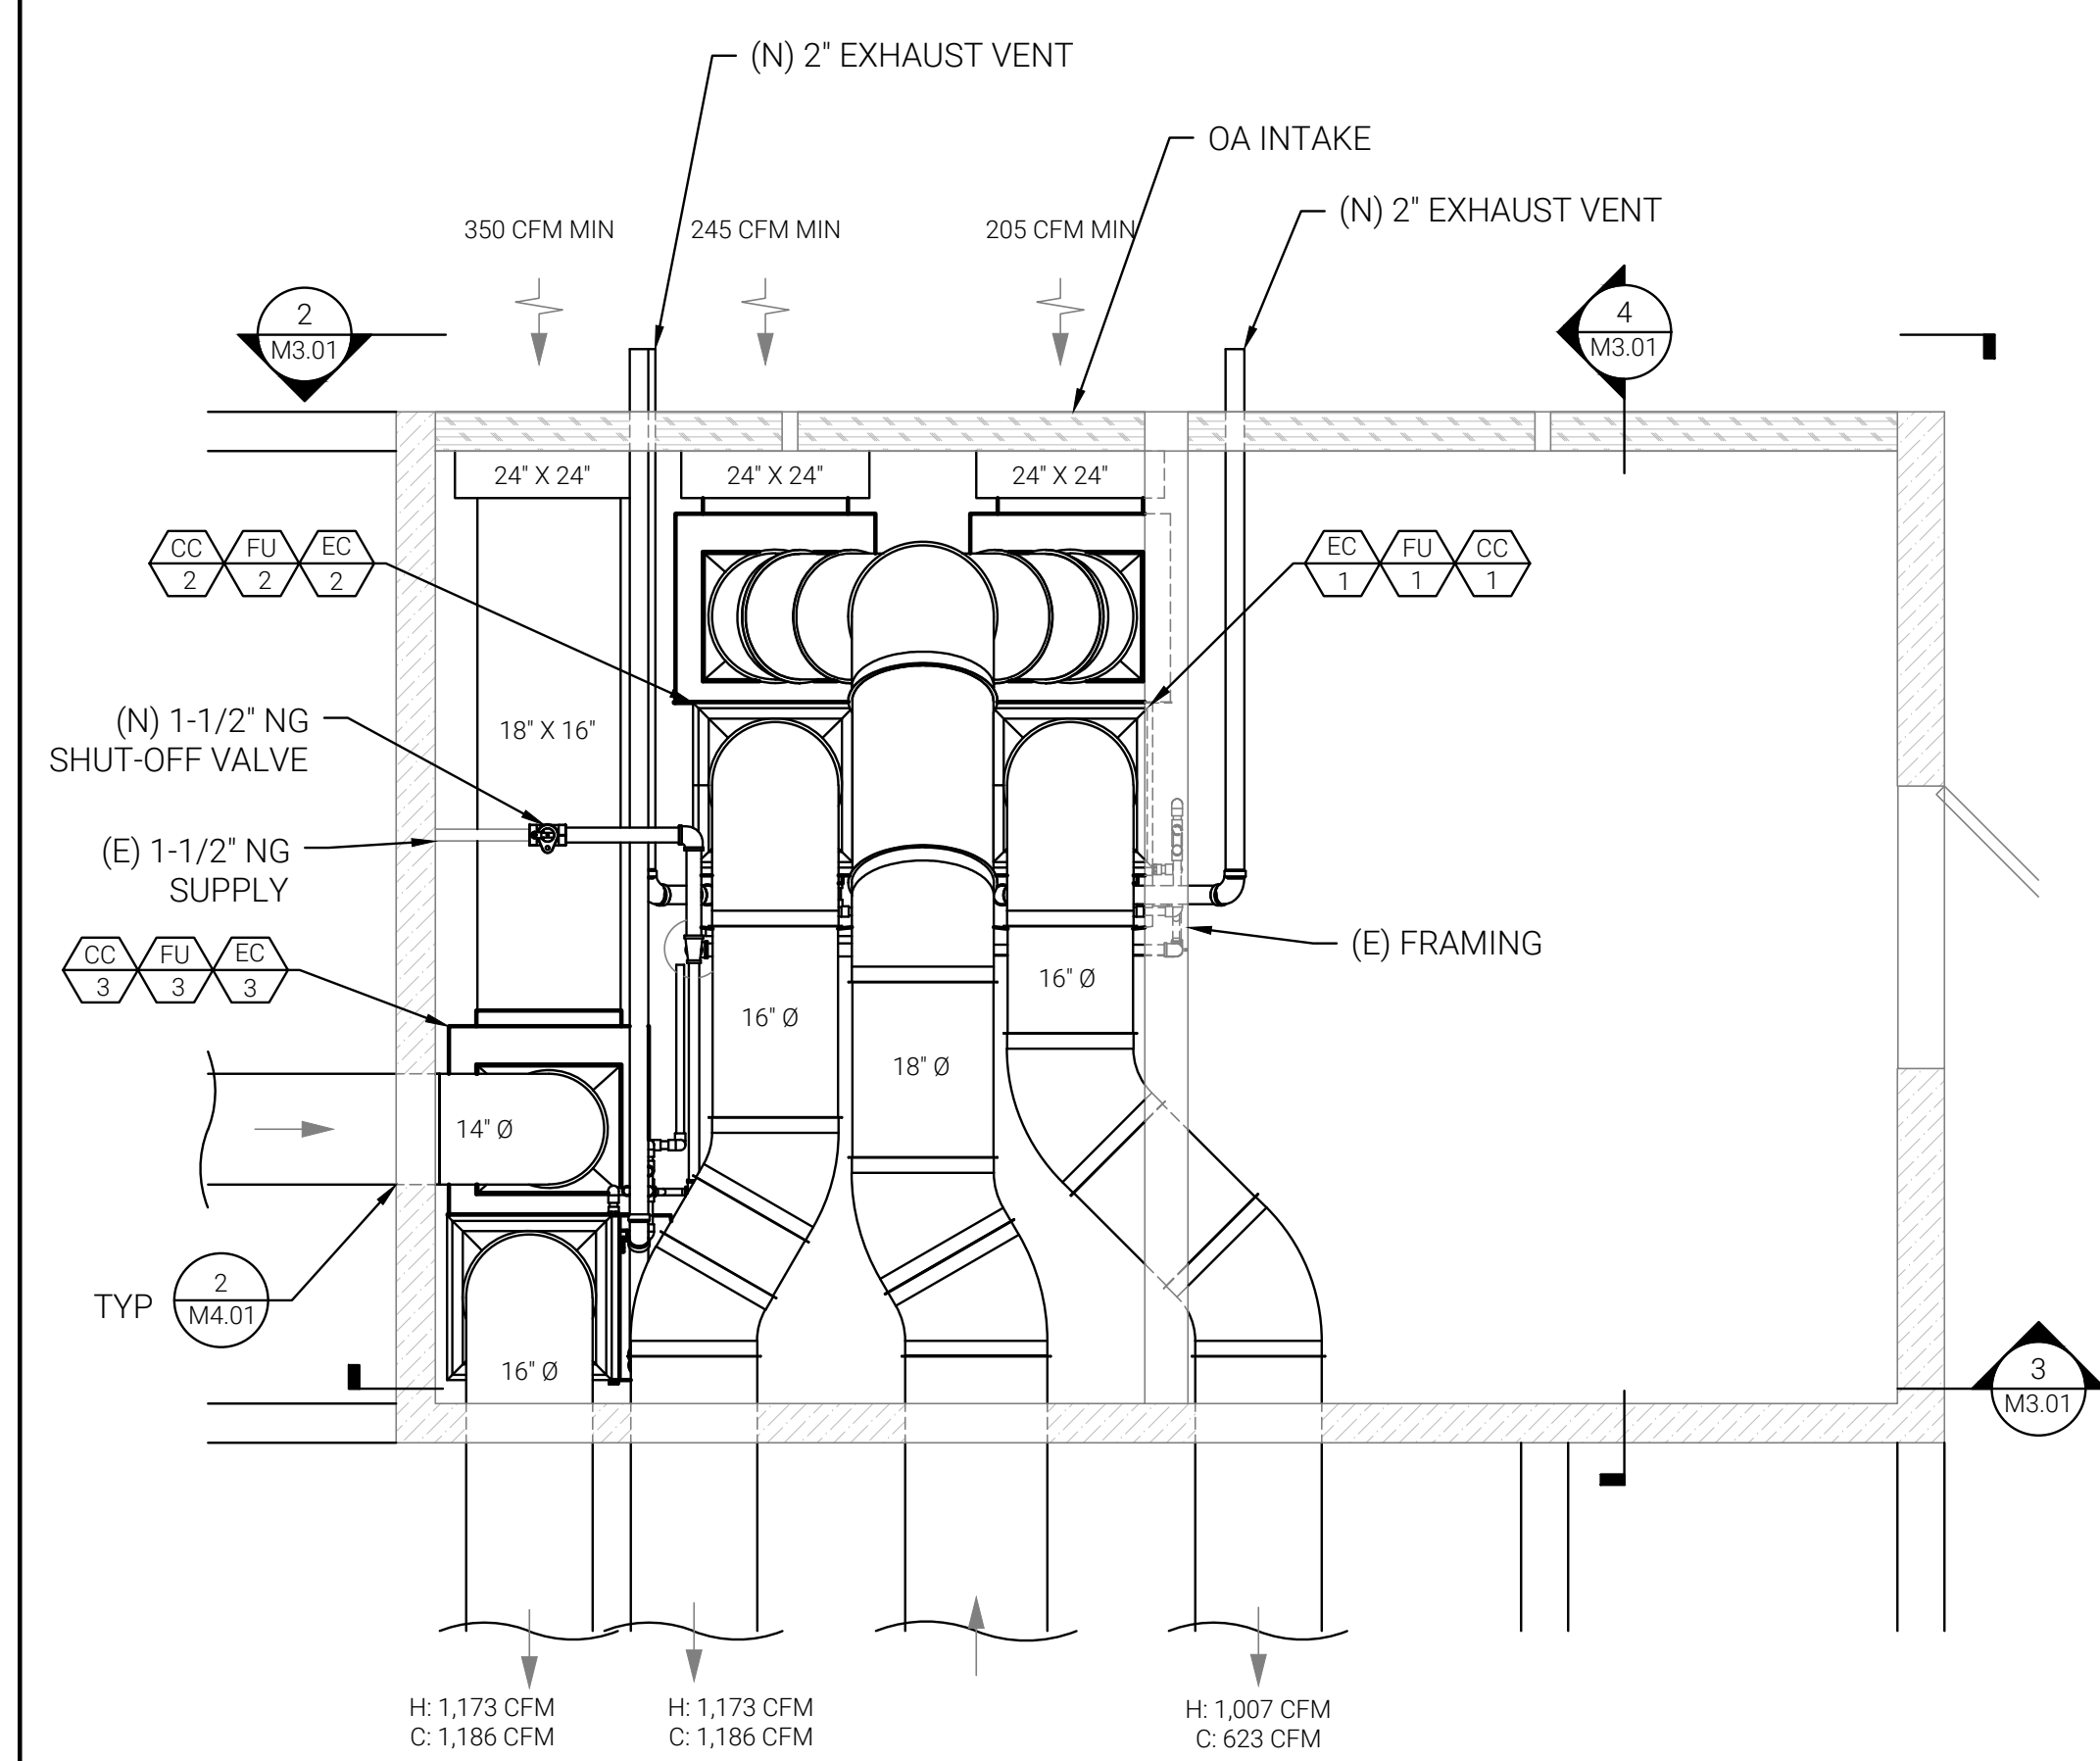 (N) 2" EXHAUST VENT
OA INTAKE
(N) 2" EXHAUST VENT
350 CFM MIN
245 CFM MIN
205 CFM MIN
2
M3.01
4
M3.01
24" X 24"
24" X 24"
24" X 24"
CC
2
FU
2
EC
2
EC
1
FU
1
CC
1
(N) 1-1/2" NG
SHUT-OFF VALVE
18" X 16"
(E) 1-1/2" NG
SUPPLY
CC
3
FU
3
EC
3
(E) FRAMING
16" Ø
16" Ø
18" Ø
14" Ø
TYP
2
M4.01
16" Ø
3
M3.01
H: 1,173 CFM
C: 1,186 CFM
H: 1,173 CFM
C: 1,186 CFM
H: 1,007 CFM
C: 623 CFM